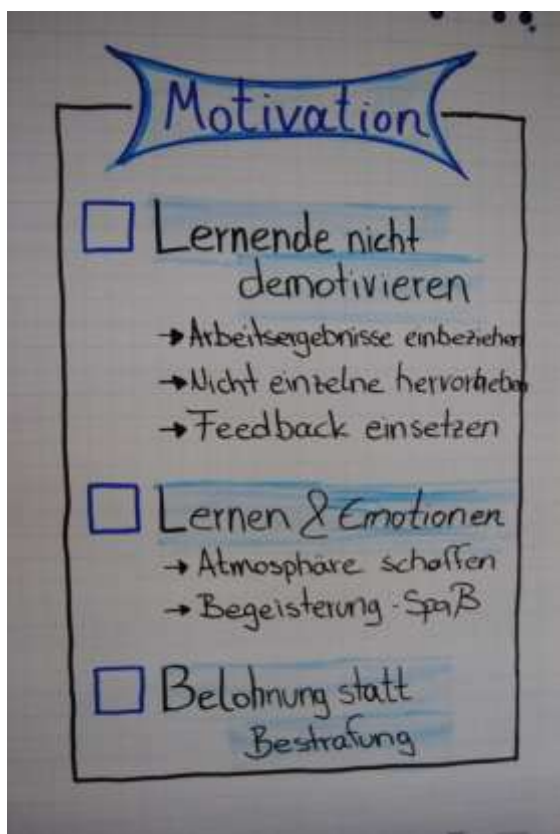 Motivation
Lernende nicht
demotivieren
→ Arbeitsergebnisse einbeziehen
→ Nicht einzelne hervorheben
→ Feedback einsetzen
Lernen & Emotionen
→ Atmosphäre schaffen
→ Begeisterung - Spaß
Belohnung statt
Bestrafung